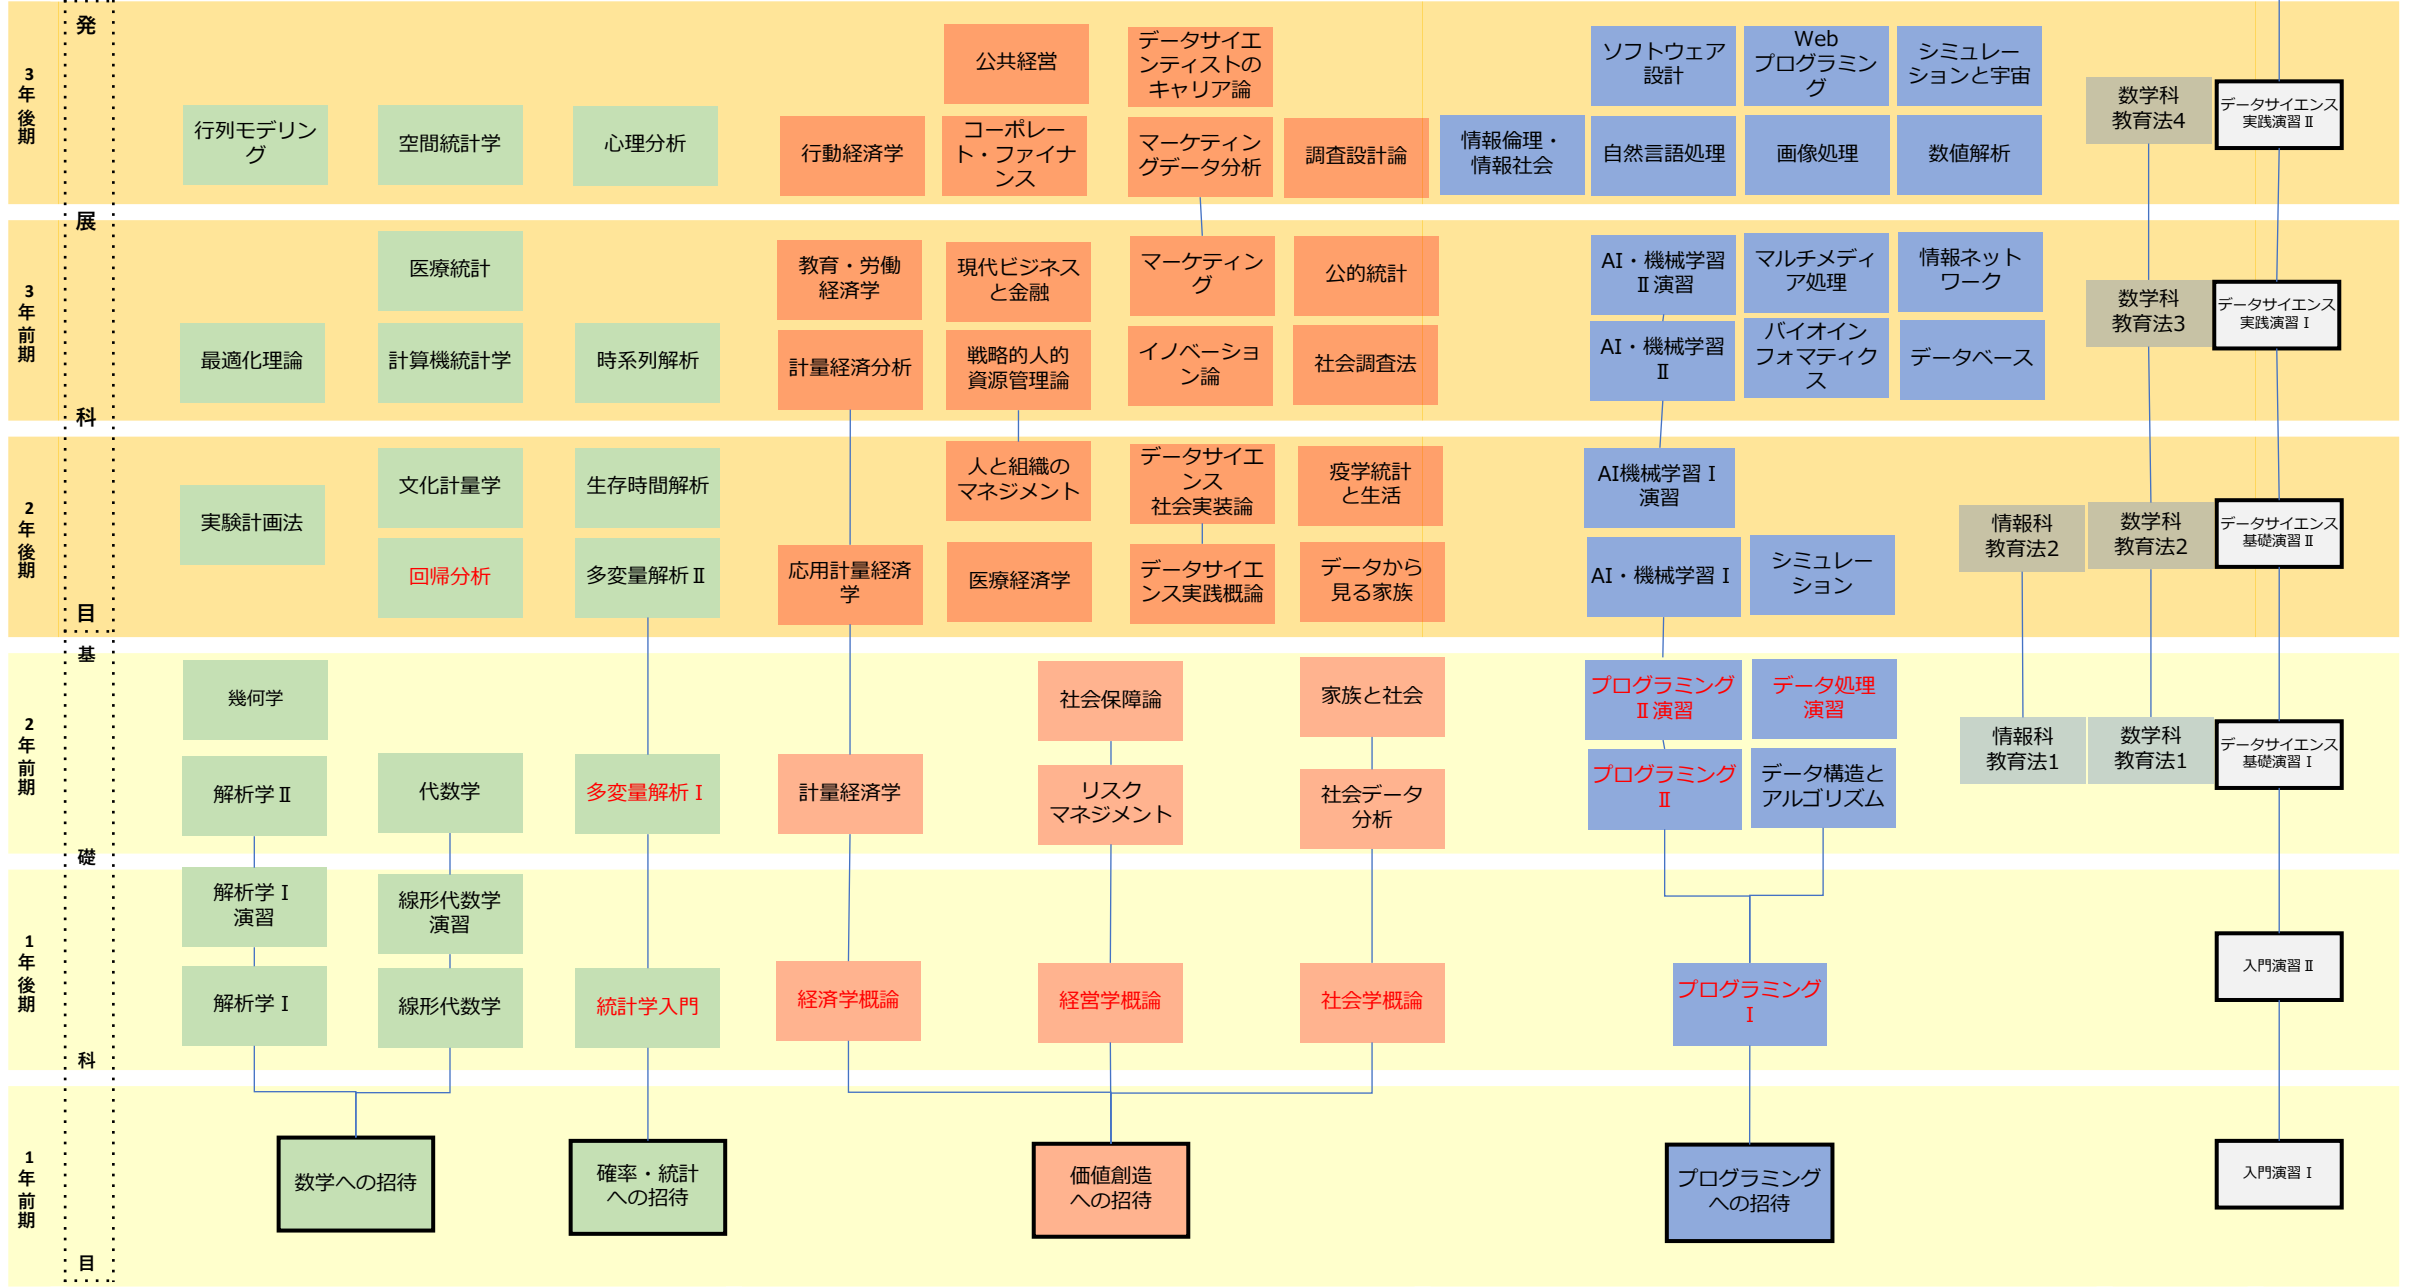 発
展
科
目
基
礎
科
目
3
年
後
期
公共経営
データサイエ
ンティストの
キャリア論
ソフトウェア
設計
Web
プログラミン
グ
シミュレー
ションと宇宙
行列モデリン
グ
空間統計学
心理分析
行動経済学
コーポレー
ト・ファイナ
ンス
マーケティン
グデータ分析
調査設計論
情報倫理・
情報社会
自然言語処理
画像処理
数値解析
数学科
教育法4
データサイエンス
実践演習Ⅱ
3
年
前
期
医療統計
教育・労働
経済学
現代ビジネス
と金融
マーケティン
グ
公的統計
AI・機械学習
Ⅱ演習
マルチメディ
ア処理
情報ネット
ワーク
最適化理論
計算機統計学
時系列解析
計量経済分析
戦略的人的
資源管理論
イノベーショ
ン論
社会調査法
AI・機械学習
Ⅱ
バイオイン
フォマティク
ス
データベース
数学科
教育法3
データサイエンス
実践演習Ⅰ
2
年
後
期
実験計画法
文化計量学
生存時間解析
人と組織の
マネジメント
データサイエ
ンス
社会実装論
疫学統計
と生活
AI機械学習Ⅰ
演習
回帰分析
多変量解析Ⅱ
応用計量経済
学
医療経済学
データサイエ
ンス実践概論
データから
見る家族
AI・機械学習Ⅰ
シミュレー
ション
情報科
教育法2
数学科
教育法2
データサイエンス
基礎演習Ⅱ
2
年
前
期
幾何学
社会保障論
家族と社会
プログラミング
Ⅱ演習
データ処理
演習
解析学Ⅱ
代数学
多変量解析Ⅰ
計量経済学
リスク
マネジメント
社会データ
分析
プログラミング
Ⅱ
データ構造と
アルゴリズム
情報科
教育法1
数学科
教育法1
データサイエンス
基礎演習Ⅰ
1
年
後
期
解析学Ⅰ
演習
線形代数学
演習
解析学Ⅰ
線形代数学
統計学入門
経済学概論
経営学概論
社会学概論
プログラミング
Ⅰ
入門演習Ⅱ
1
年
前
期
数学への招待
確率・統計
への招待
価値創造
への招待
プログラミング
への招待
入門演習Ⅰ